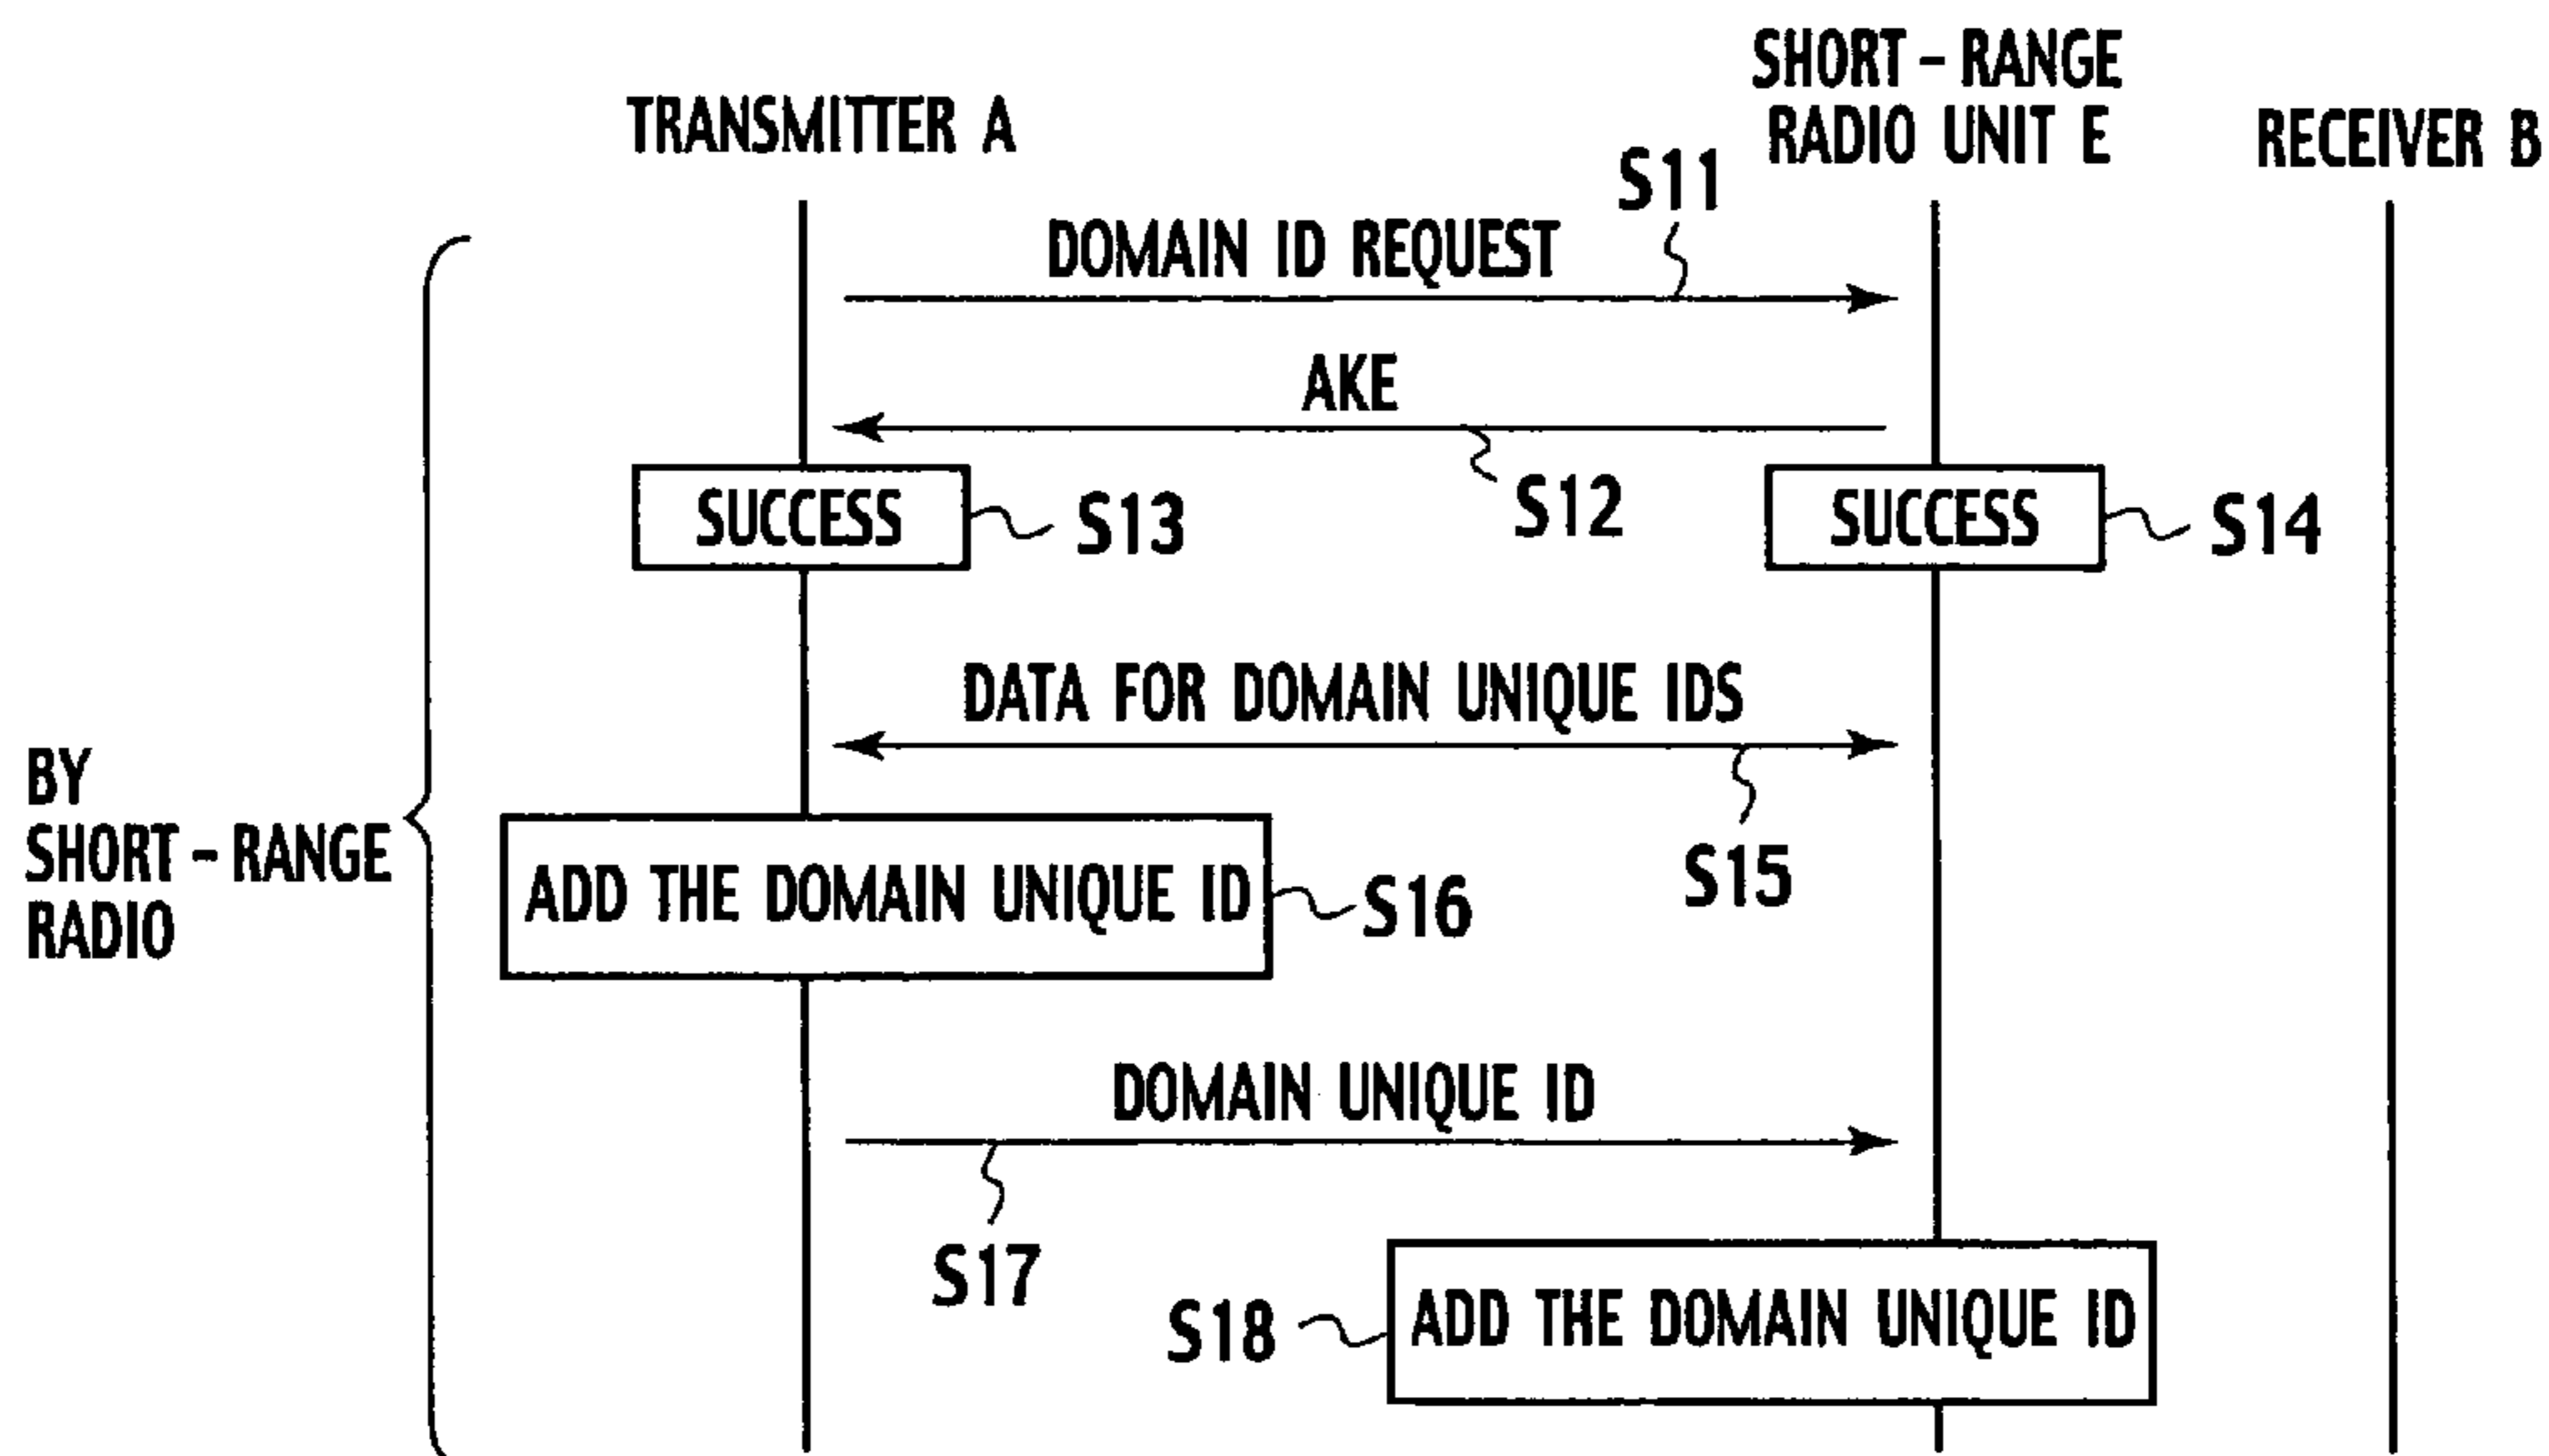 TRANSMITTER A
SHORT-RANGE
RADIO UNIT E
RECEIVER B
S11
DOMAIN ID REQUEST
AKE
S12
SUCCESS
S13
SUCCESS
S14
DATA FOR DOMAIN UNIQUE IDS
S15
BY
SHORT-RANGE
RADIO
ADD THE DOMAIN UNIQUE ID
S16
DOMAIN UNIQUE ID
S17
S18
ADD THE DOMAIN UNIQUE ID